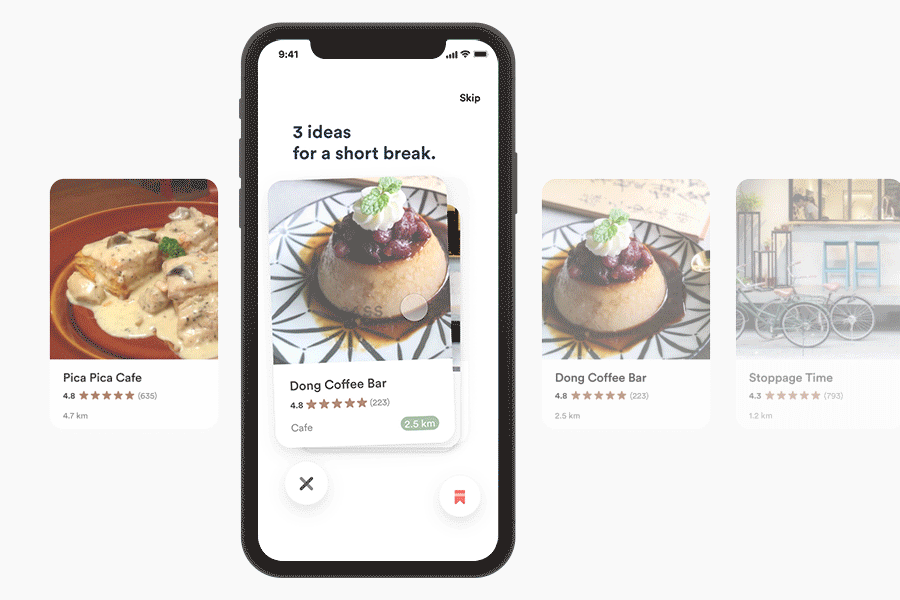 9:41
Skip
3 ideas
for a short break.
Pica Pica Cafe
4.8 (635)
4.7 km
Dong Coffee Bar
4.8 (223)
Cafe 2.5 km
Dong Coffee Bar
4.8 (223)
2.5 km
Stoppage Time
4.3 (793)
1.2 km